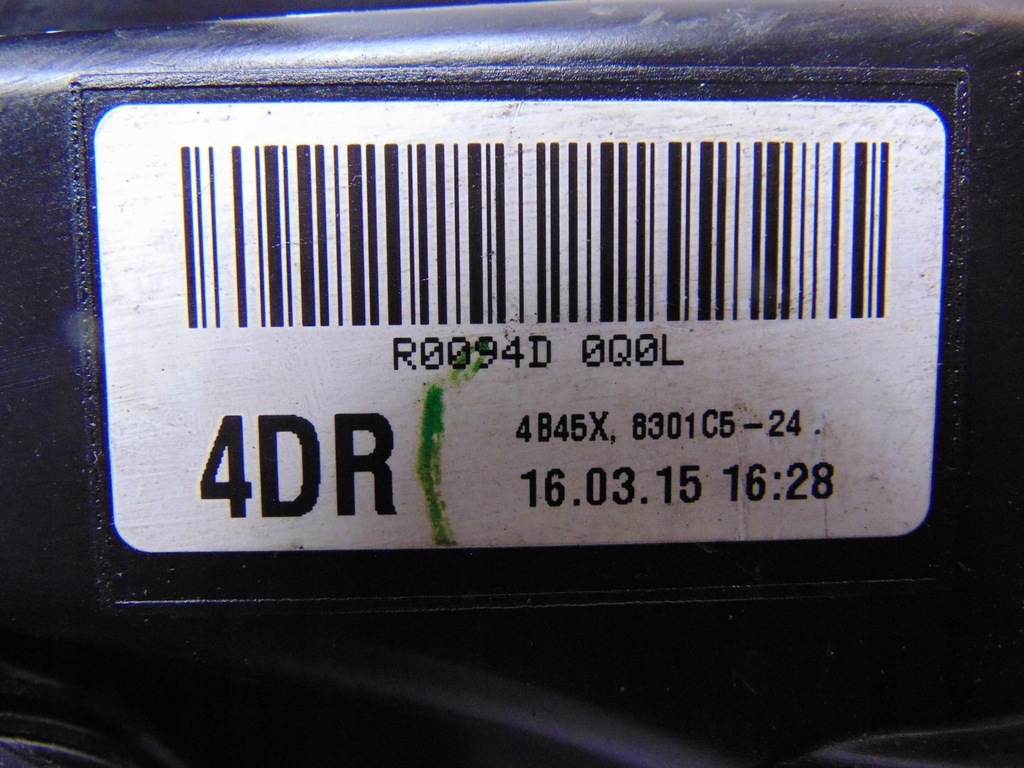 R0094D 0Q0L
4DR
4B45X, 8301C5-24 .
16.03.15 16:28